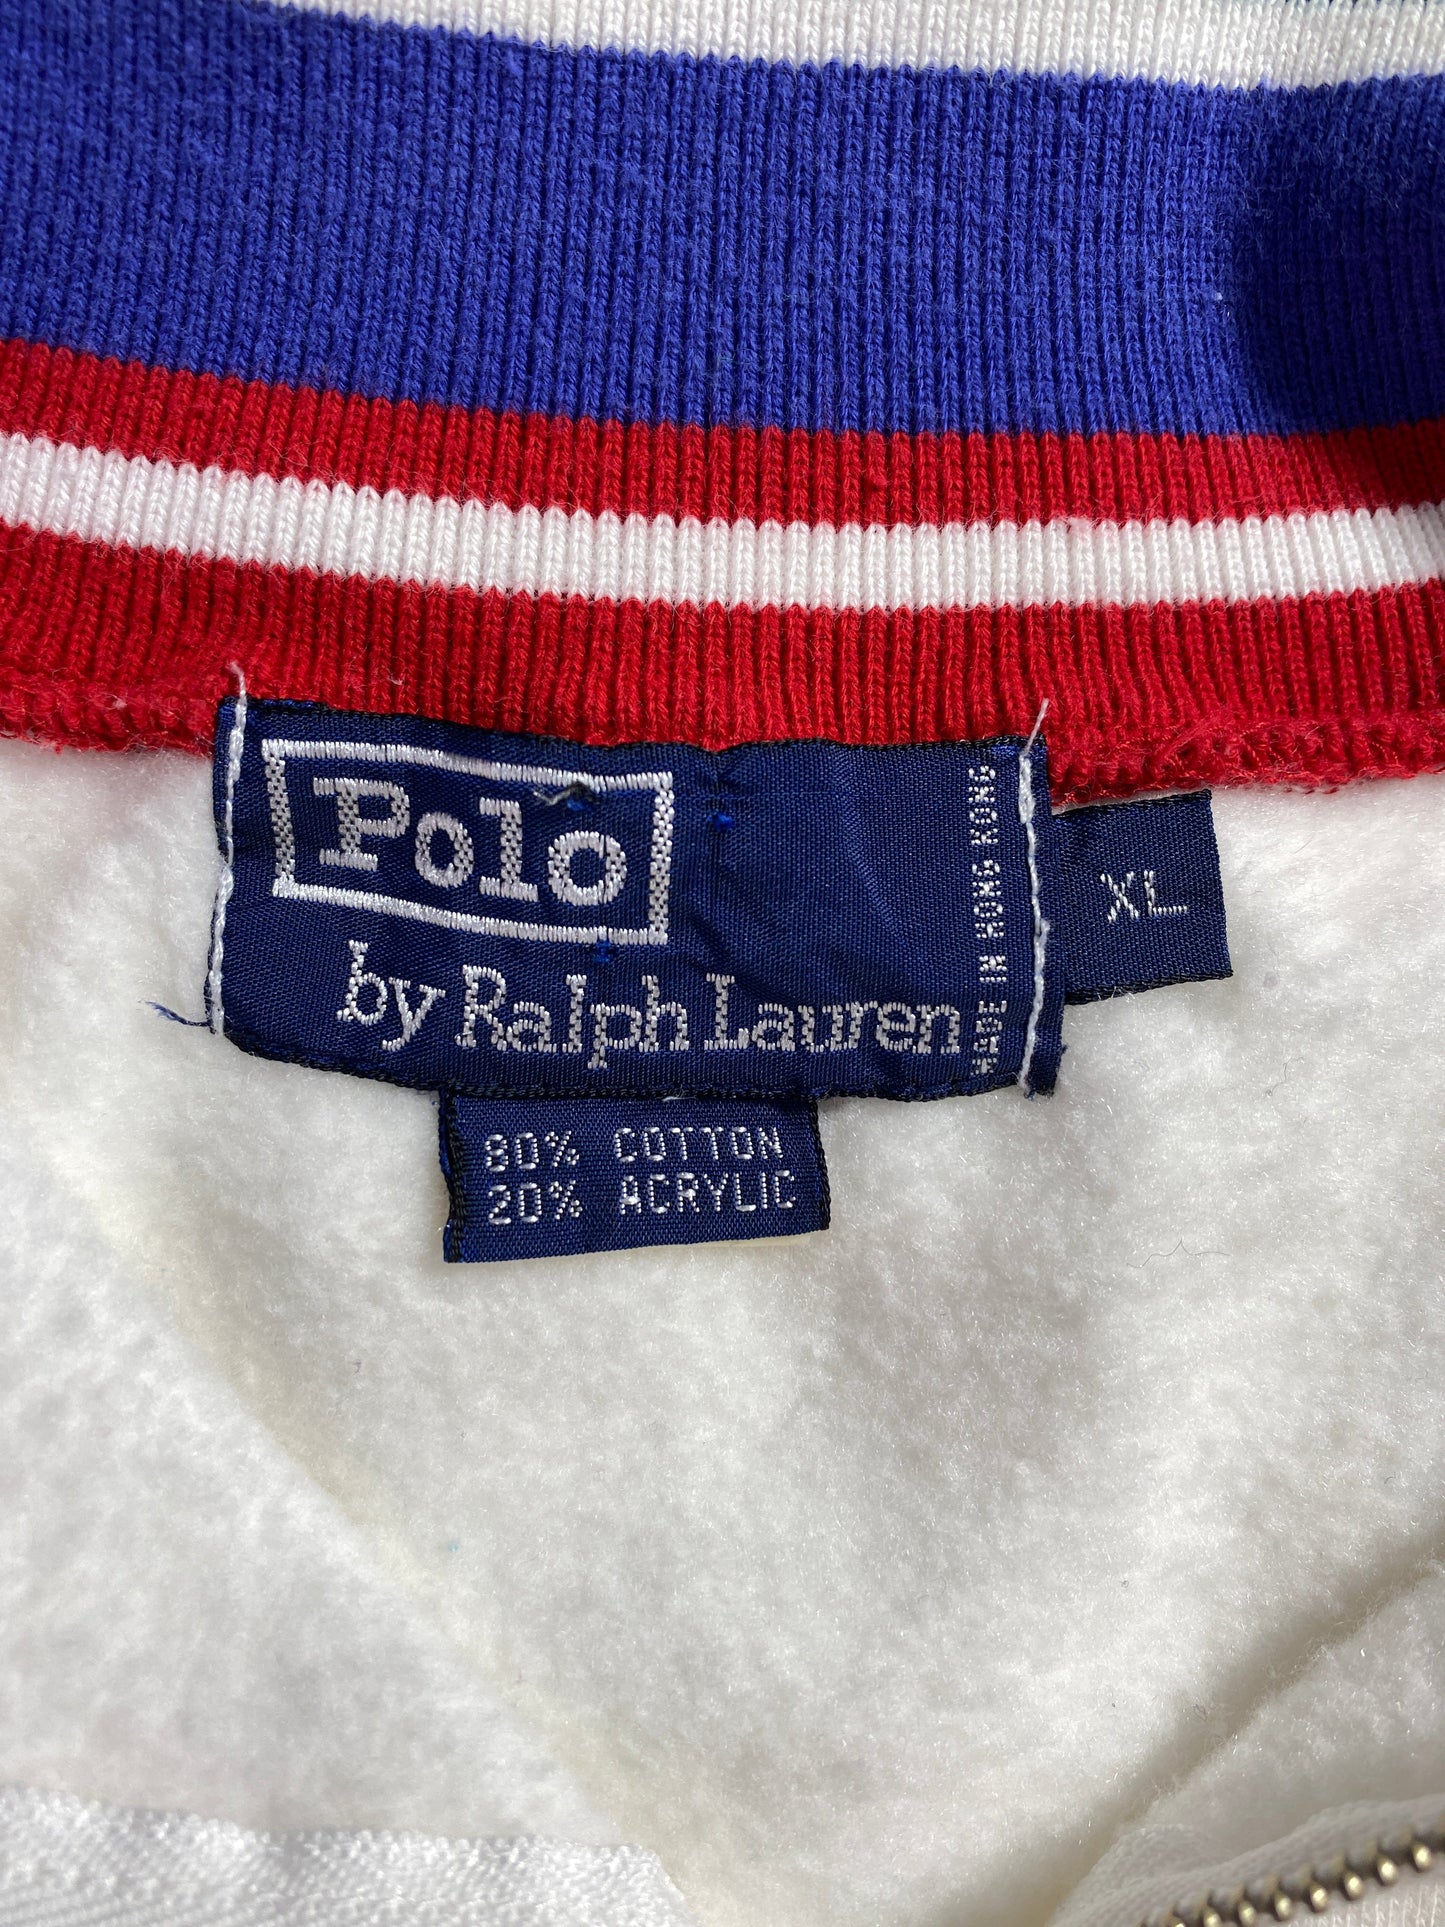 Polo
by Ralph Lauren
MADE IN HONG KONG
XL
80% COTTON
20% ACRYLIC